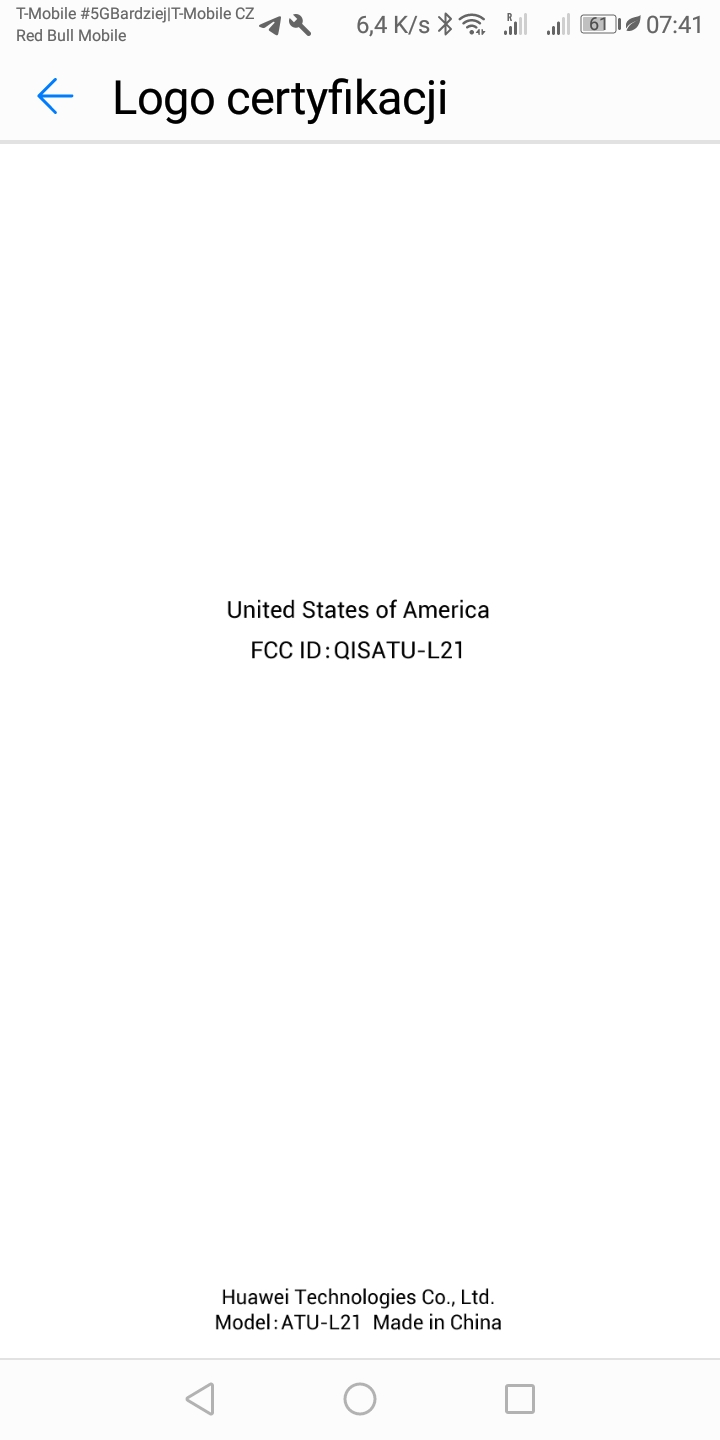 T-Mobile #5GBardziej|T-Mobile CZ
Red Bull Mobile
6,4 K/s R 61 07:41
Logo certyfikacji
United States of America
FCC ID:QISATU-L21
Huawei Technologies Co., Ltd.
Model:ATU-L21 Made in China